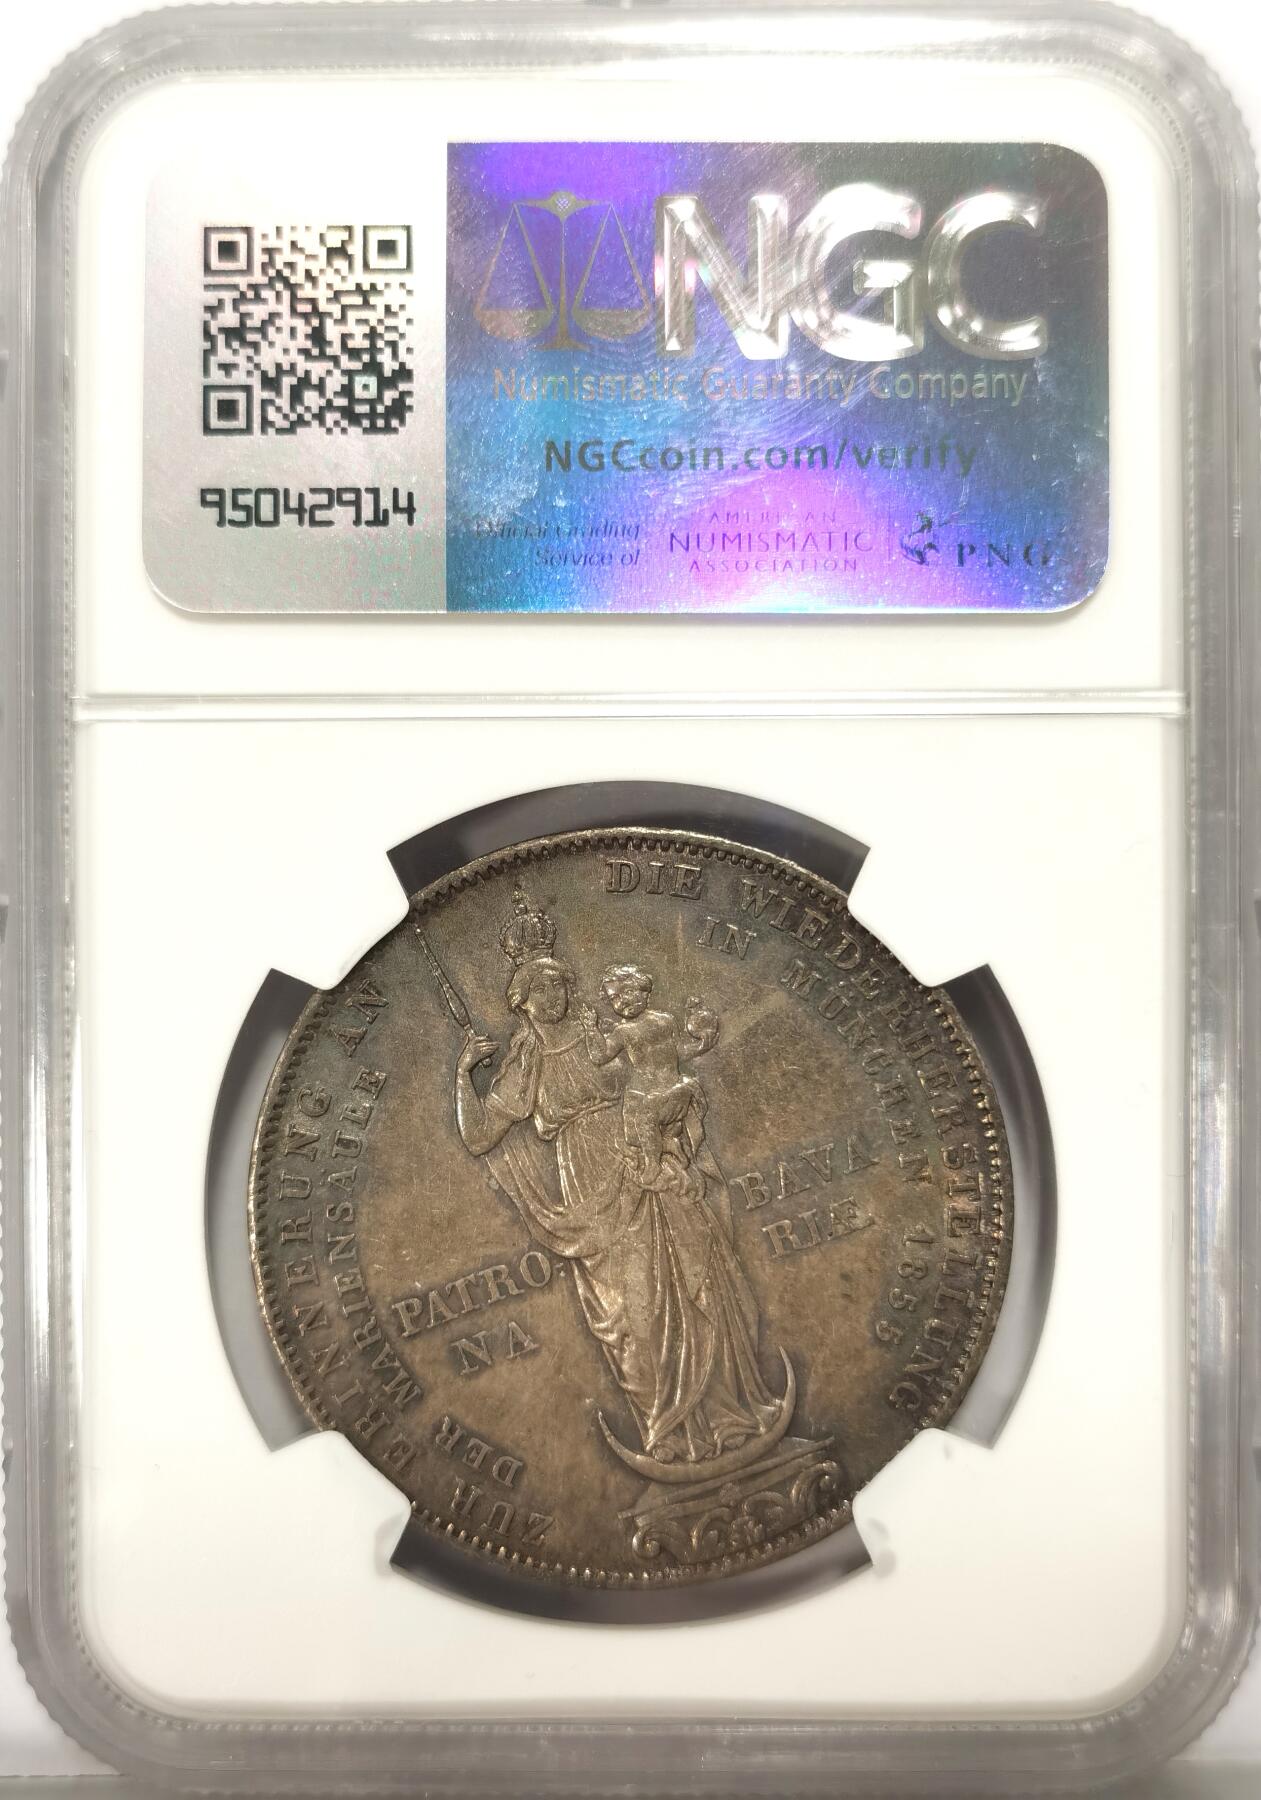 NGC
Numismatic Guaranty Company
NGCcoin.com/verify
95042914
Official Grading
Service of
AMERICAN
NUMISMATIC
ASSOCIATION
PNG
ZUR ERINNERUNG AN DIE WIEDERHERSTELLUNG
DER MARIENSÄULE IN MÜNCHEN 1855
PATRO
NA
BAVA
RIÆ